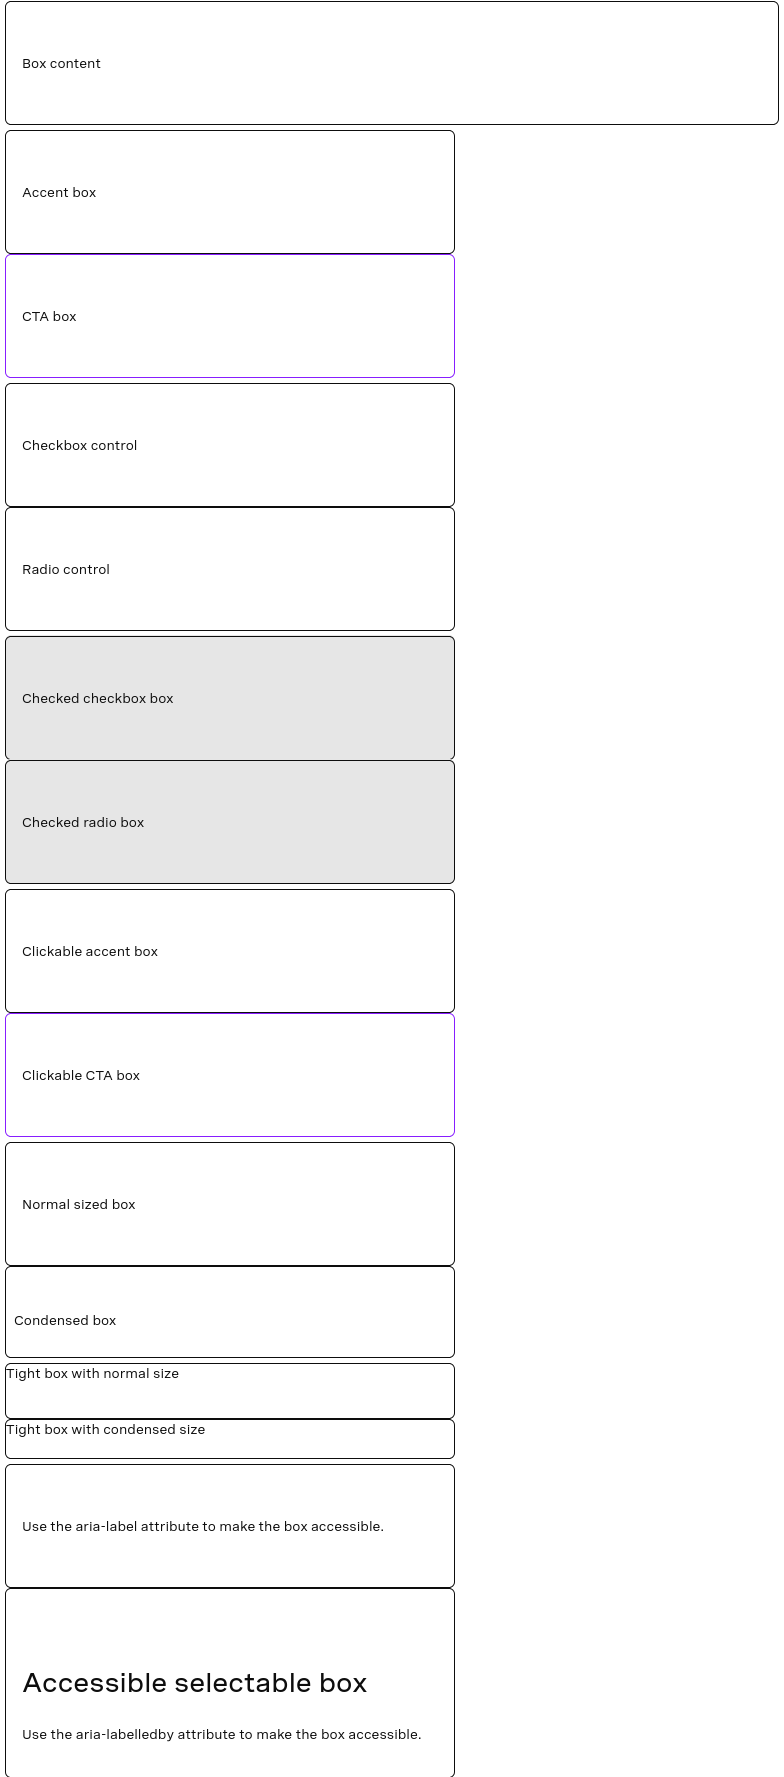 Box content
Accent box
CTA box
Checkbox control
Radio control
Checked checkbox box
Checked radio box
Clickable accent box
Clickable CTA box
Normal sized box
Condensed box
Tight box with normal size
Tight box with condensed size
Use the aria-label attribute to make the box accessible.
Accessible selectable box
Use the aria-labelledby attribute to make the box accessible.